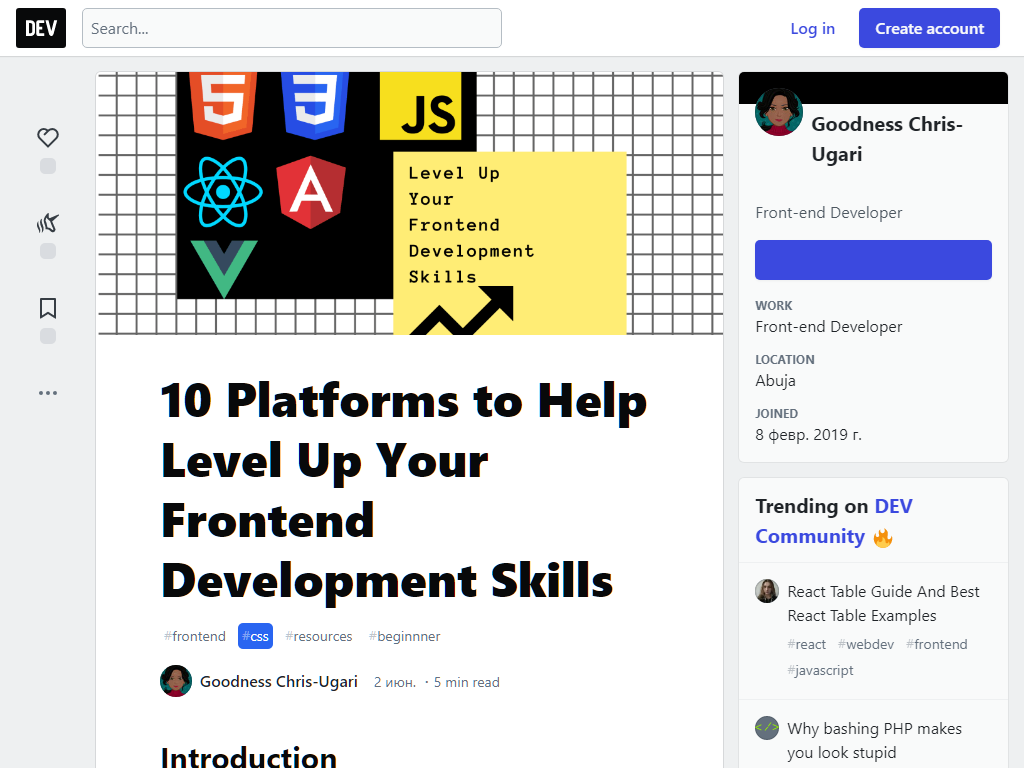 DEV
Search...
Log in
Create account
JS
Level Up
Your
Frontend
Development
Skills
10 Platforms to Help
Level Up Your
Frontend
Development Skills
#frontend #css #resources #beginnner
Goodness Chris-Ugari 2 июн. · 5 min read
Introduction
Goodness Chris-
Ugari
Front-end Developer
WORK
Front-end Developer
LOCATION
Abuja
JOINED
8 февр. 2019 г.
Trending on DEV
Community 🔥
React Table Guide And Best
React Table Examples
#react #webdev #frontend
#javascript
</>
Why bashing PHP makes
you look stupid